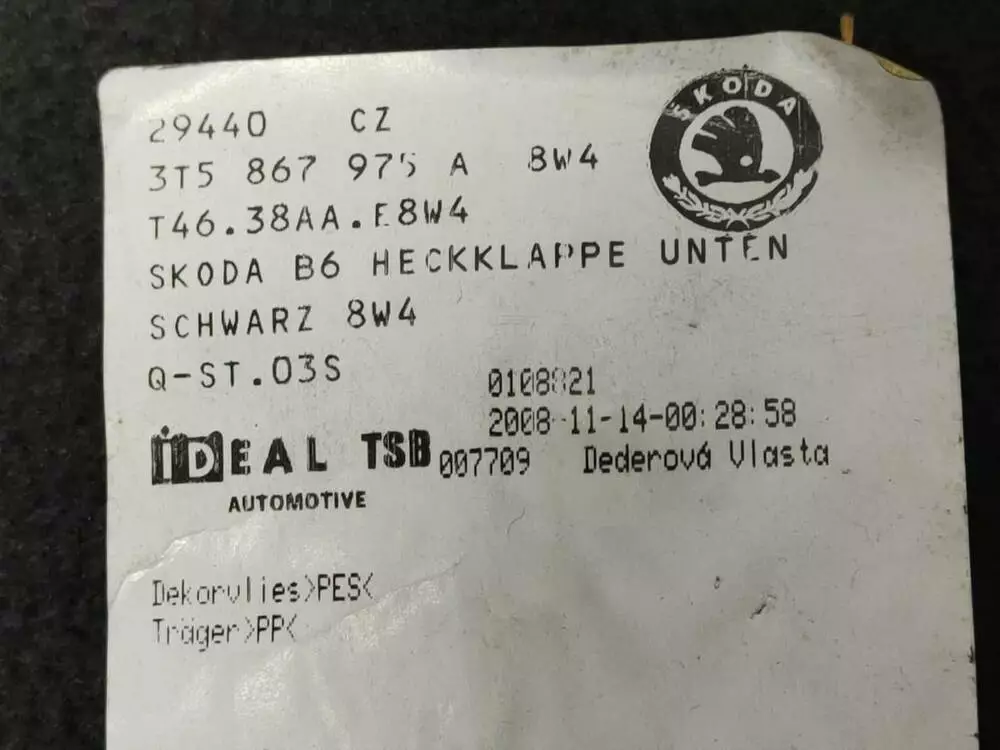 29440 CZ
ŠKODA
3T5 867 975 A 8W4
T46.38AA.E8W4
SKODA B6 HECKKLAPPE UNTEN
SCHWARZ 8W4
Q-ST.03S
0108821
2008-11-14-00:28:58
IDEAL TSB 007709 Dederová Vlasta
AUTOMOTIVE
Dekorvlies>PES<
Träger>PP<